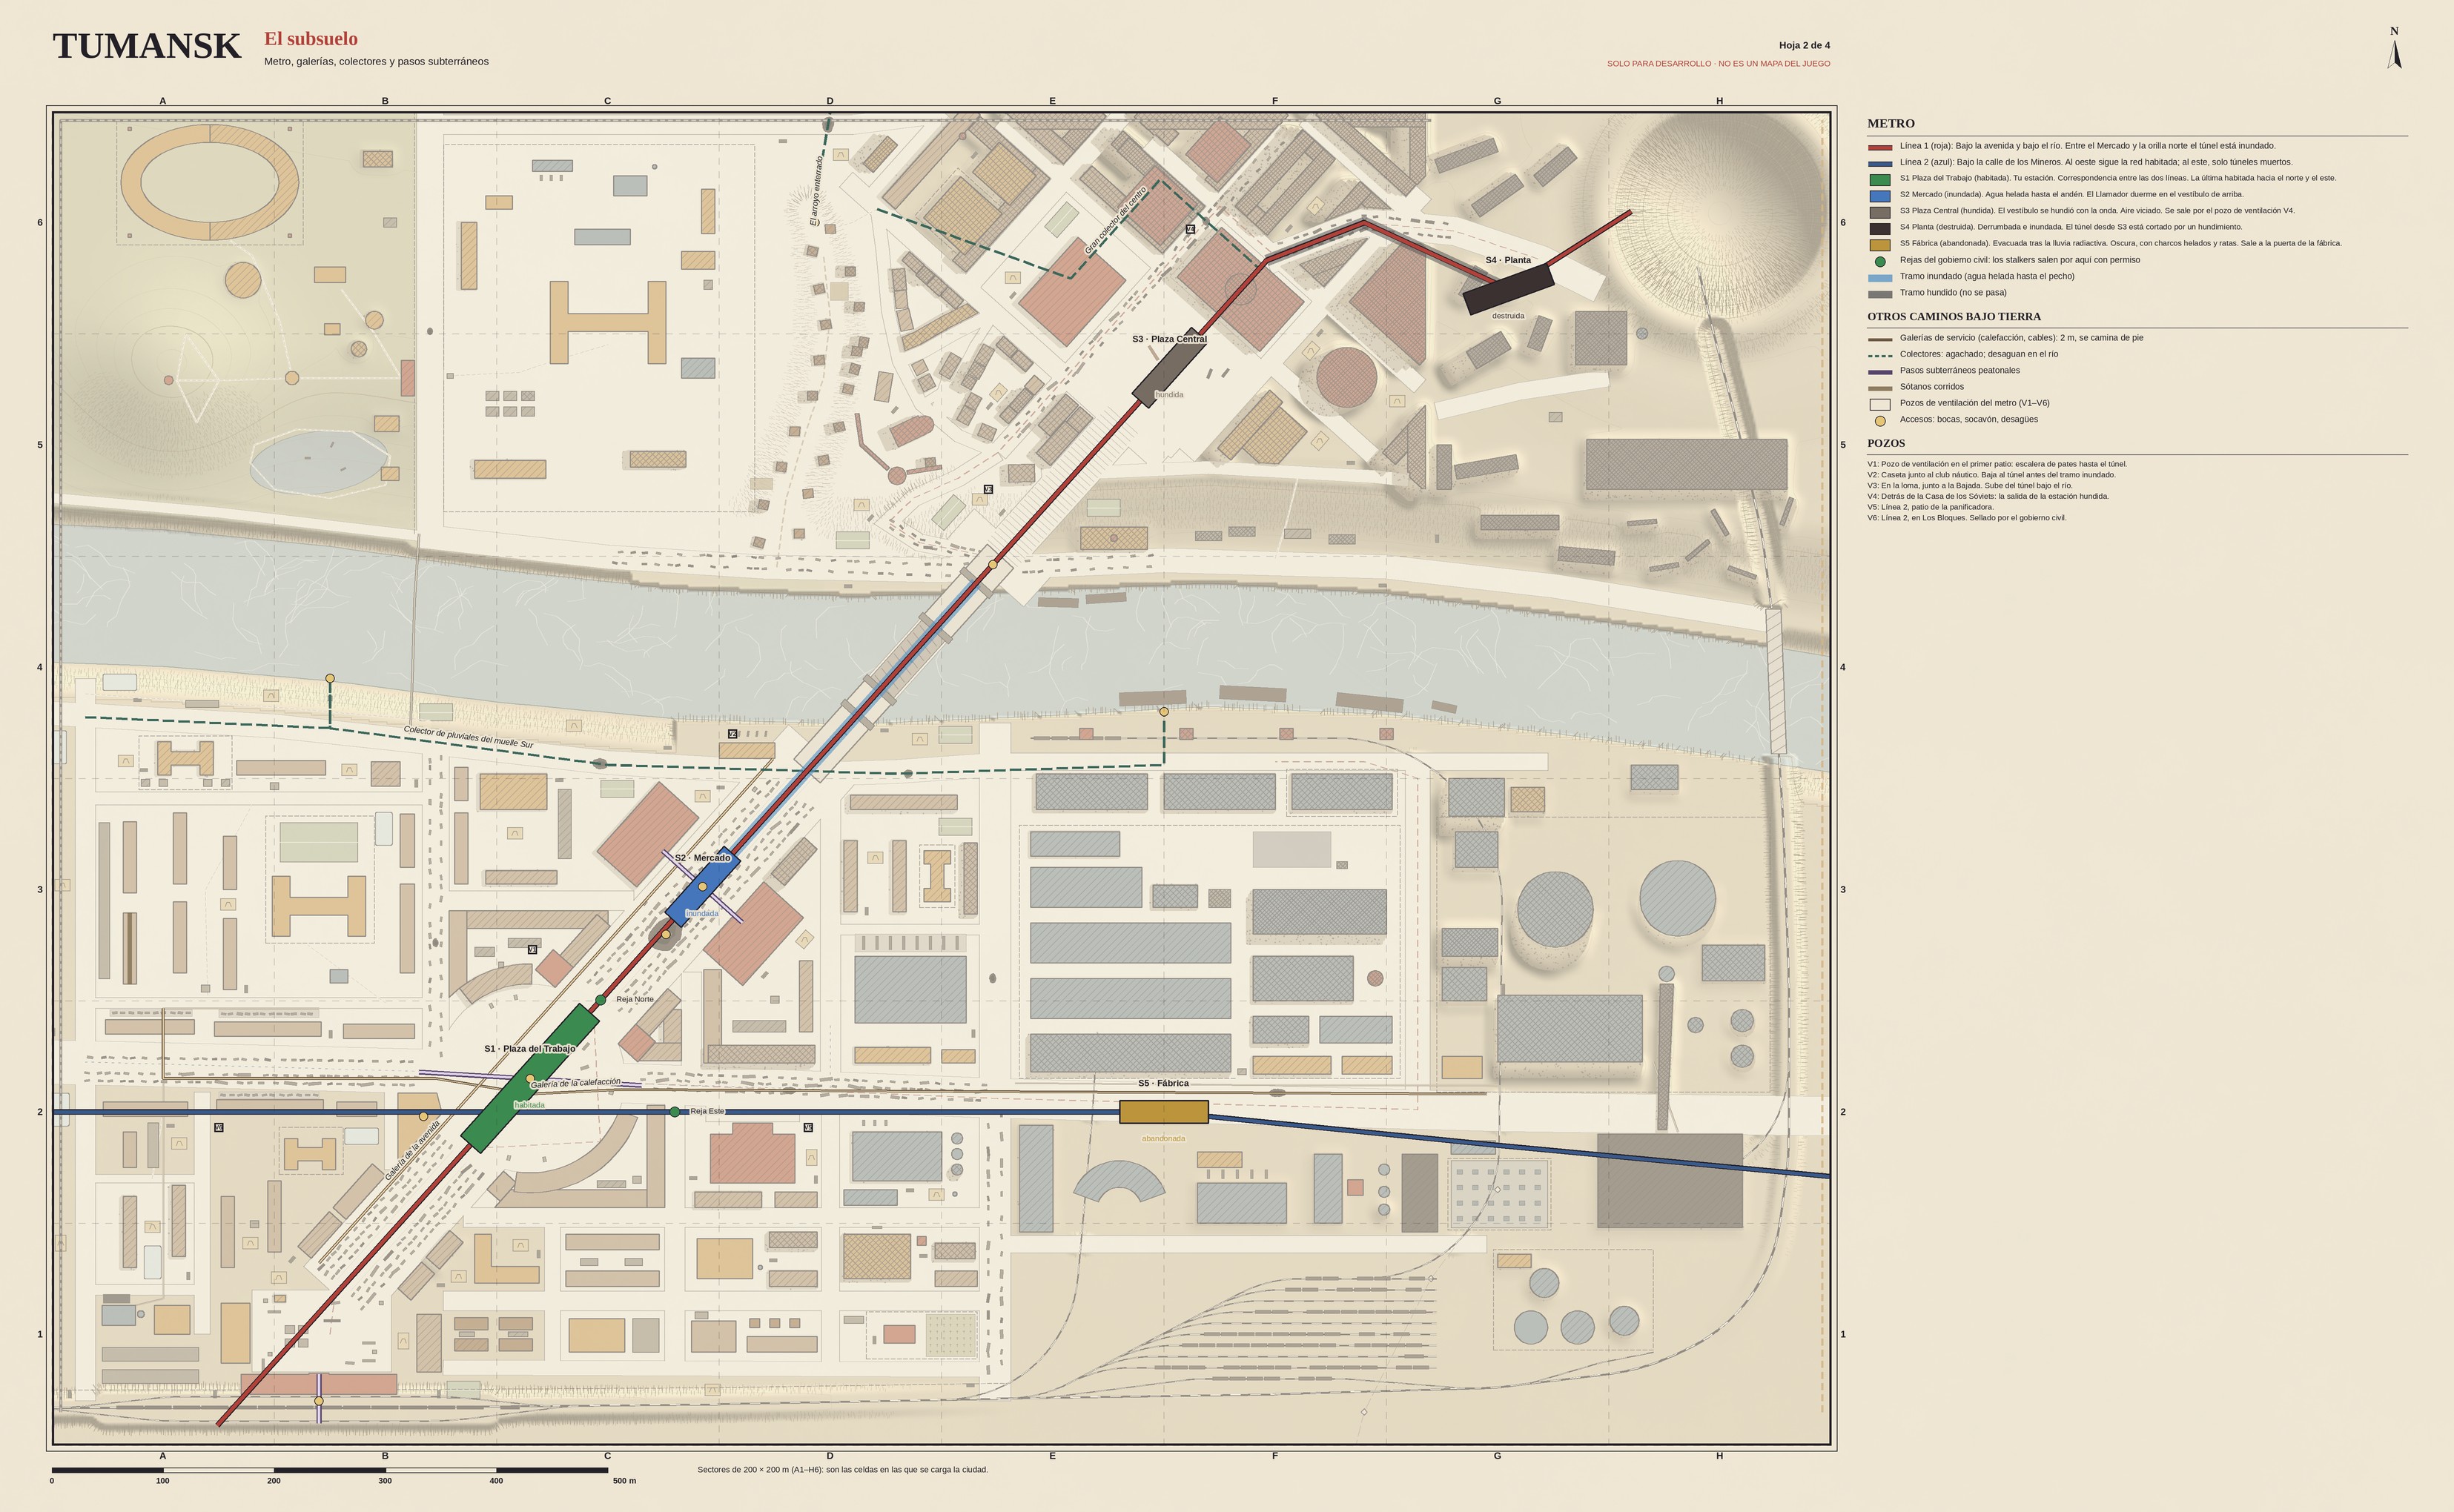 TUMANSK
El subsuelo
Metro, galerías, colectores y pasos subterráneos
Hoja 2 de 4
SOLO PARA DESARROLLO · NO ES UN MAPA DEL JUEGO
N
A B C D E F G H
6 6
5 5
4 4
3 3
2 2
1 1
El arroyo enterrado
Gran colector del centro
V4
S4 · Planta
destruida
S3 · Plaza Central
hundida
V3
Colector de pluviales del muelle Sur
V2
S2 · Mercado
inundada
V1
Reja Norte
S1 · Plaza del Trabajo
Galería de la calefacción
habitada
S5 · Fábrica
Reja Este
abandonada
V6
V5
Galería de la avenida
A B C D E F G H
0 100 200 300 400 500 m
Sectores de 200 × 200 m (A1–H6): son las celdas en las que se carga la ciudad.
METRO
Línea 1 (roja): Bajo la avenida y bajo el río. Entre el Mercado y la orilla norte el túnel está inundado.
Línea 2 (azul): Bajo la calle de los Mineros. Al oeste sigue la red habitada; al este, solo túneles muertos.
S1 Plaza del Trabajo (habitada). Tu estación. Correspondencia entre las dos líneas. La última habitada hacia el norte y el este.
S2 Mercado (inundada). Agua helada hasta el andén. El Llamador duerme en el vestíbulo de arriba.
S3 Plaza Central (hundida). El vestíbulo se hundió con la onda. Aire viciado. Se sale por el pozo de ventilación V4.
S4 Planta (destruida). Derrumbada e inundada. El túnel desde S3 está cortado por un hundimiento.
S5 Fábrica (abandonada). Evacuada tras la lluvia radiactiva. Oscura, con charcos helados y ratas. Sale a la puerta de la fábrica.
Rejas del gobierno civil: los stalkers salen por aquí con permiso
Tramo inundado (agua helada hasta el pecho)
Tramo hundido (no se pasa)
OTROS CAMINOS BAJO TIERRA
Galerías de servicio (calefacción, cables): 2 m, se camina de pie
Colectores: agachado; desaguan en el río
Pasos subterráneos peatonales
Sótanos corridos
Pozos de ventilación del metro (V1–V6)
Accesos: bocas, socavón, desagües
POZOS
V1: Pozo de ventilación en el primer patio: escalera de pates hasta el túnel.
V2: Caseta junto al club náutico. Baja al túnel antes del tramo inundado.
V3: En la loma, junto a la Bajada. Sube del túnel bajo el río.
V4: Detrás de la Casa de los Sóviets: la salida de la estación hundida.
V5: Línea 2, patio de la panificadora.
V6: Línea 2, en Los Bloques. Sellado por el gobierno civil.